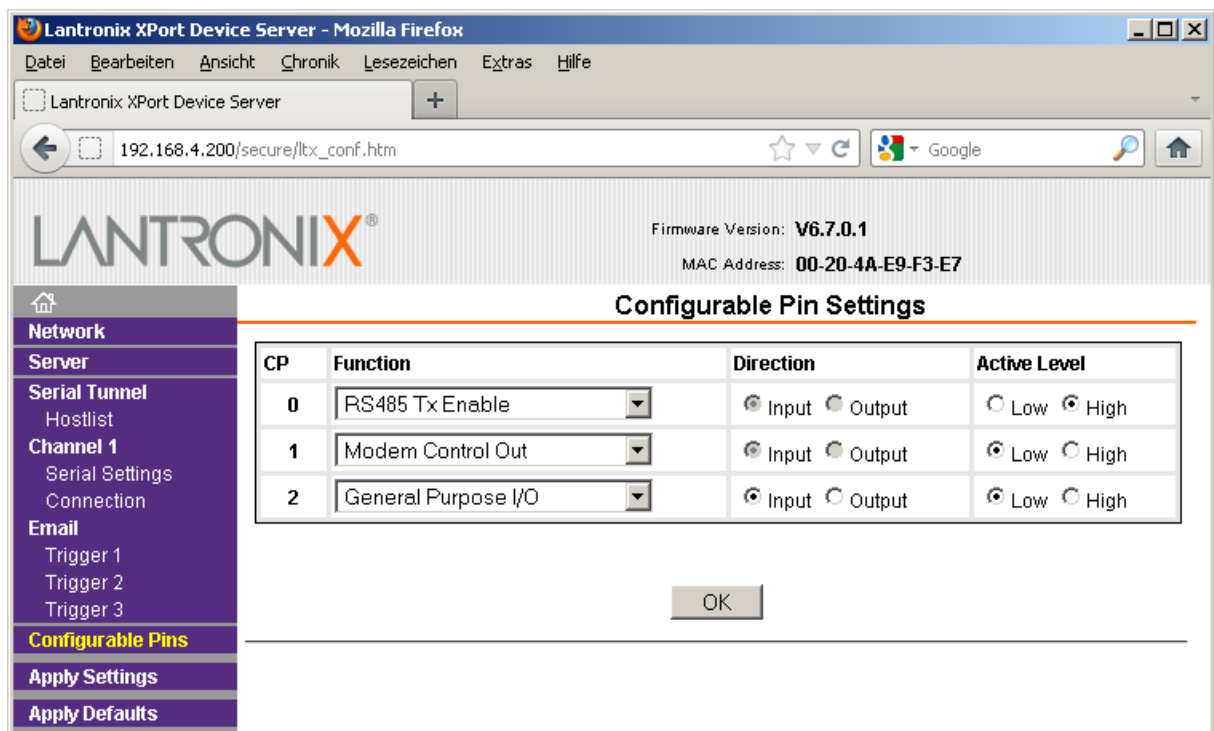 Lantronix XPort Device Server - Mozilla Firefox
Datei Bearbeiten Ansicht Chronik Lesezeichen Extras Hilfe
Lantronix XPort Device Server
192.168.4.200/secure/ltx_conf.htm
Google
LANTRONIX®
Firmware Version: V6.7.0.1
MAC Address: 00-20-4A-E9-F3-E7
Network
Server
Serial Tunnel
Hostlist
Channel 1
Serial Settings
Connection
Email
Trigger 1
Trigger 2
Trigger 3
Configurable Pins
Apply Settings
Apply Defaults
Configurable Pin Settings
CP Function Direction Active Level
0 RS485 Tx Enable Input Output Low High
1 Modem Control Out Input Output Low High
2 General Purpose I/O Input Output Low High
OK